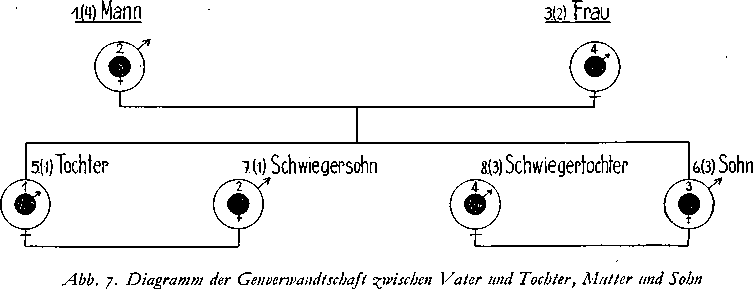 1.(4) Mann 3.(2) Frau
2 4
5.(1) Tochter 7.(1) Schwiegersohn 8.(3) Schwiegertochter 6.(3) Sohn
1 2 4 3
Abb. 7. Diagramm der Genverwandtschaft zwischen Vater und Tochter, Mutter und Sohn